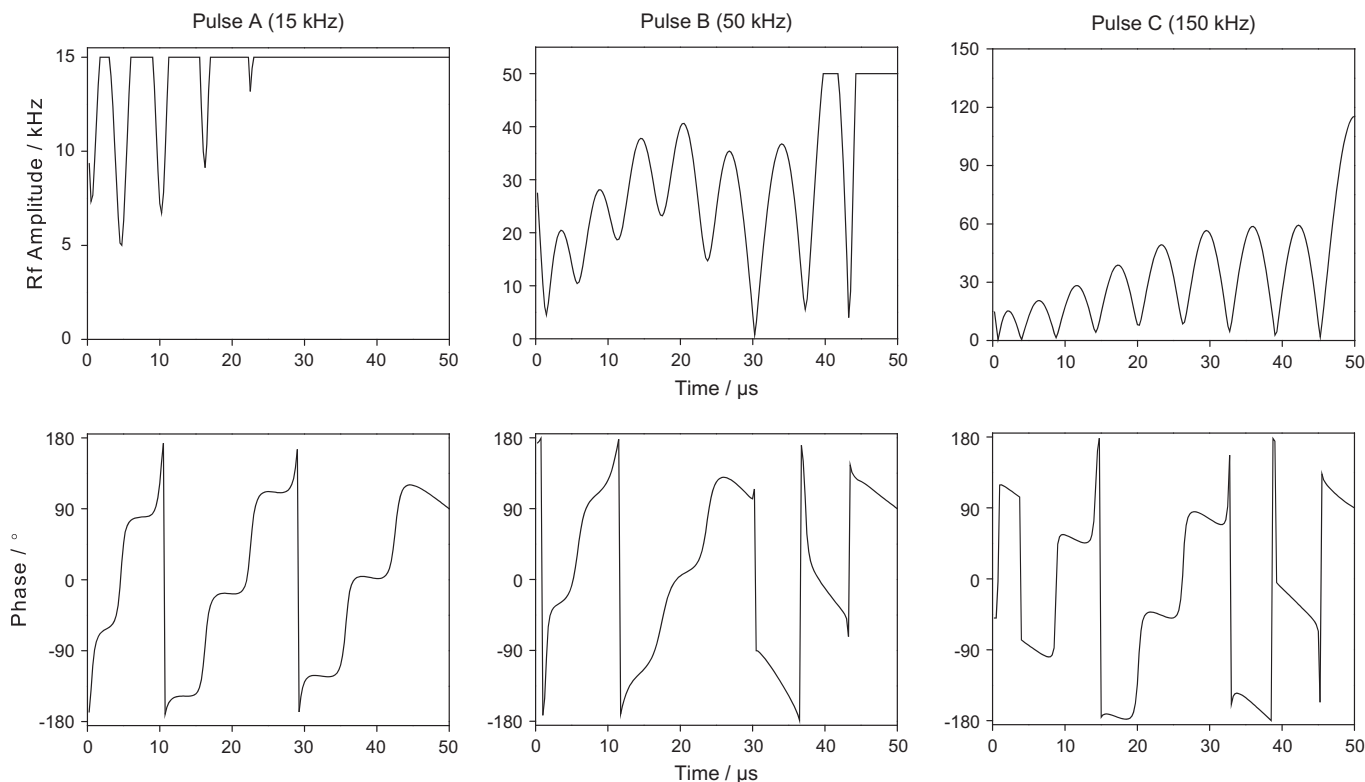 Pulse A (15 kHz)
Pulse B (50 kHz)
Pulse C (150 kHz)
Rf Amplitude / kHz
15
10
5
0
0 10 20 30 40 50
50
40
30
20
10
0
0 10 20 30 40 50
150
120
90
60
30
0
0 10 20 30 40 50
Time / μs
Phase / °
180
90
0
-90
-180
0 10 20 30 40 50
180
90
0
-90
-180
0 10 20 30 40 50
180
90
0
-90
-180
0 10 20 30 40 50
Time / μs